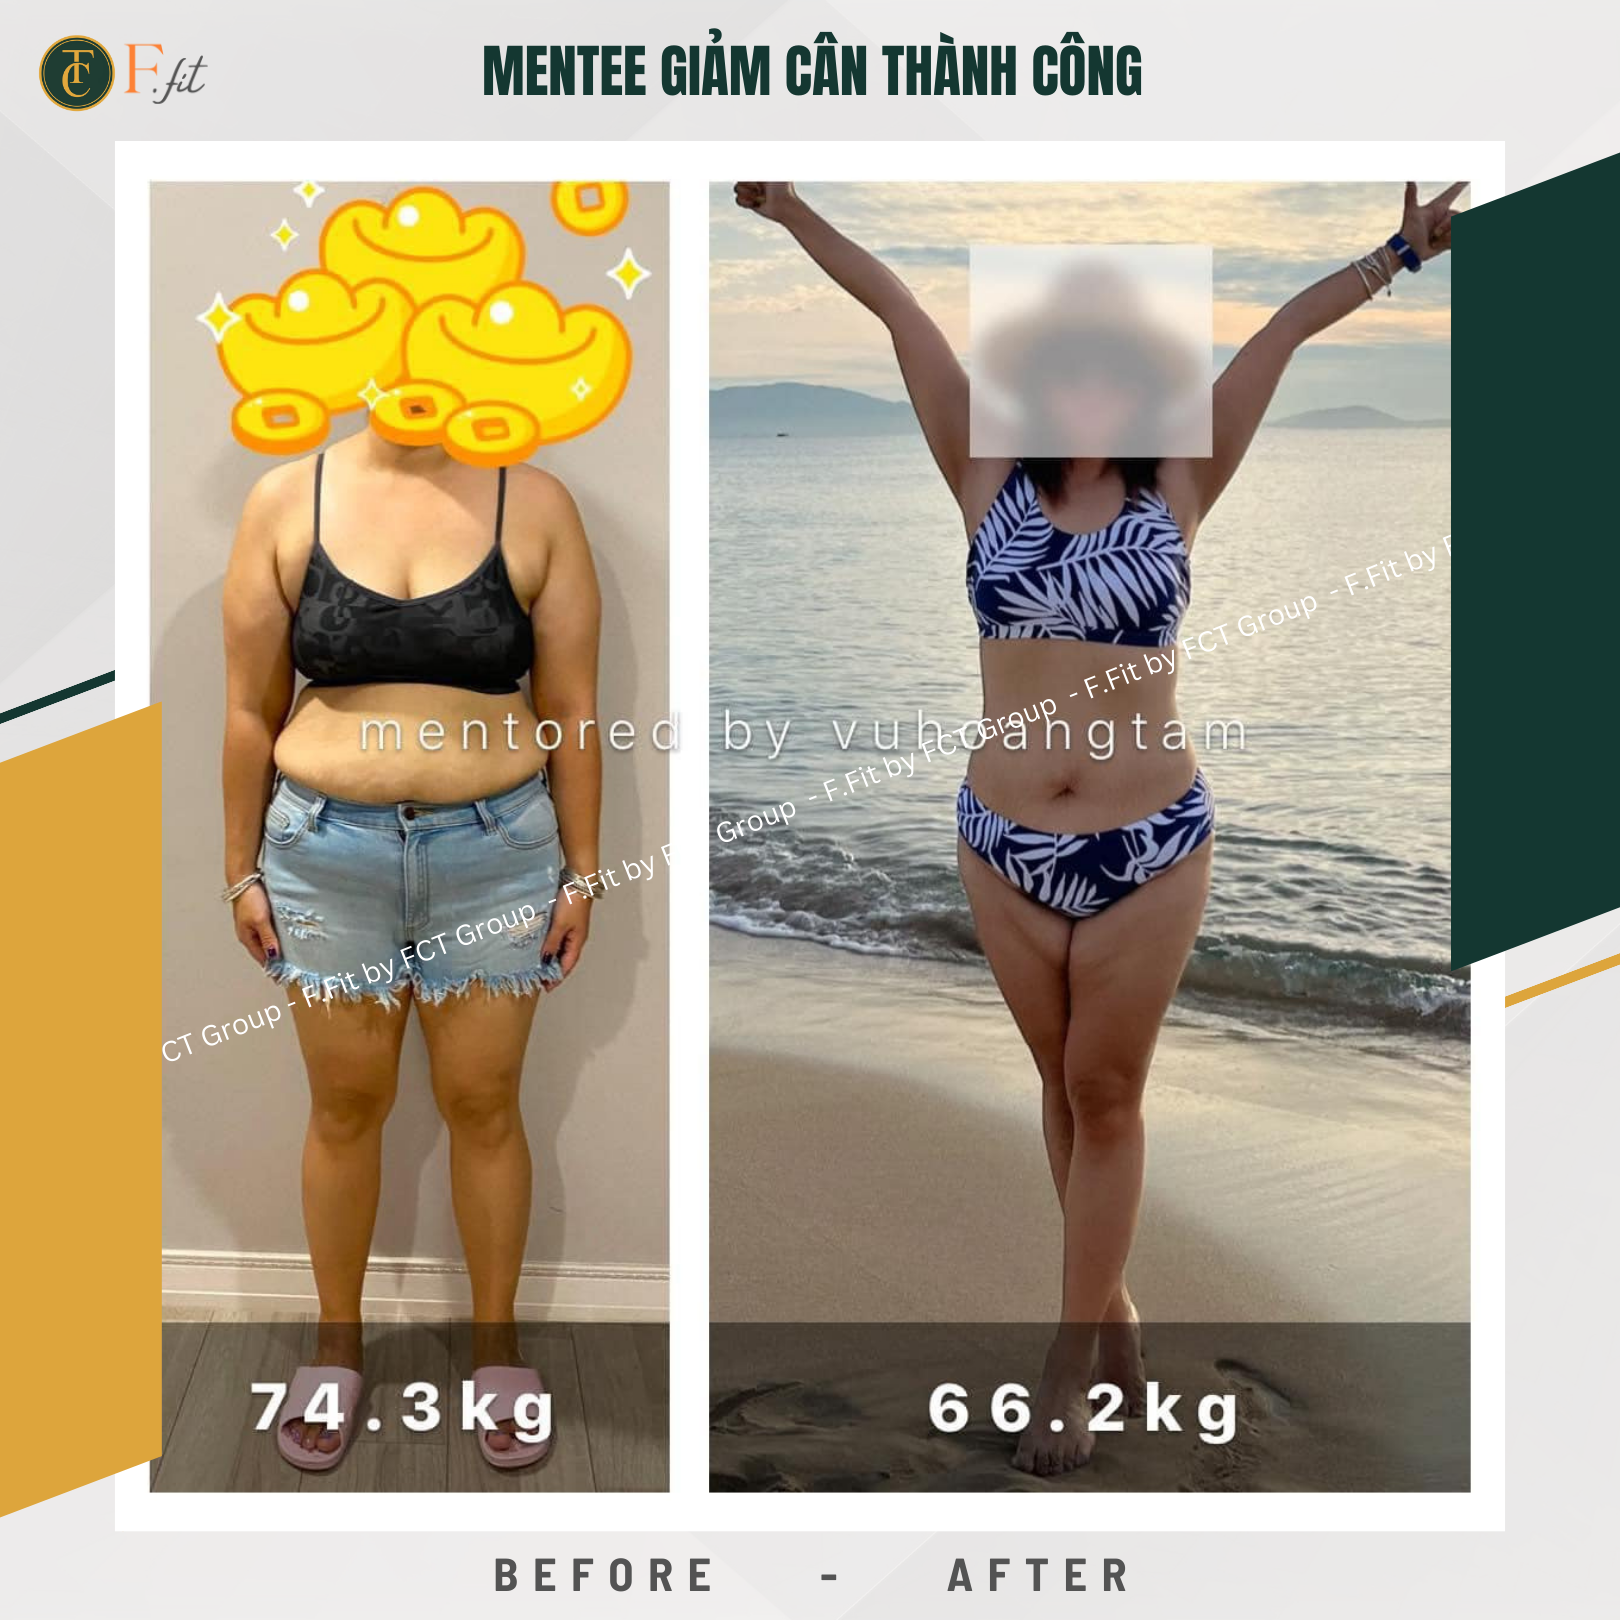 FCT F.fit
MENTEE GIẢM CÂN THÀNH CÔNG
mentored by vuhoangtam
Group - F.Fit by FCT Group - F.Fit by FCT Group - F.Fit by F
CT Group - F.Fit by FCT Group - F.Fit by F
74.3kg
66.2kg
BEFORE - AFTER